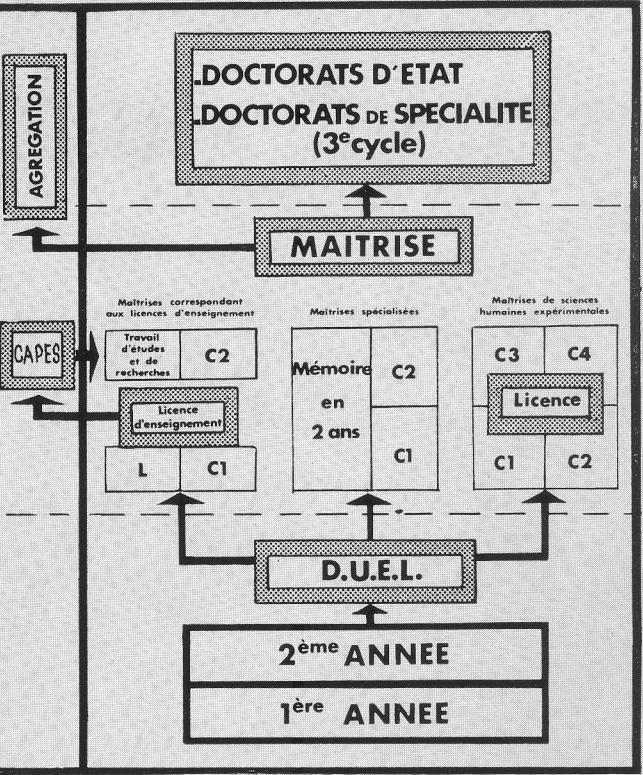 AGREGATION
.DOCTORATS D'ETAT
.DOCTORATS DE SPECIALITE
(3e cycle)
MAITRISE
Maîtrises correspondant
aux licences d'enseignement
Maîtrises spécialisées
Maîtrises de sciences
humaines expérimentales
CAPES
Travail
d'études
et de
recherches
C2
Licence
d'enseignement
L
C1
Mémoire
en
2 ans
C2
C1
C3
C4
Licence
C1
C2
D.U.E.L.
2ème ANNEE
1ère ANNEE